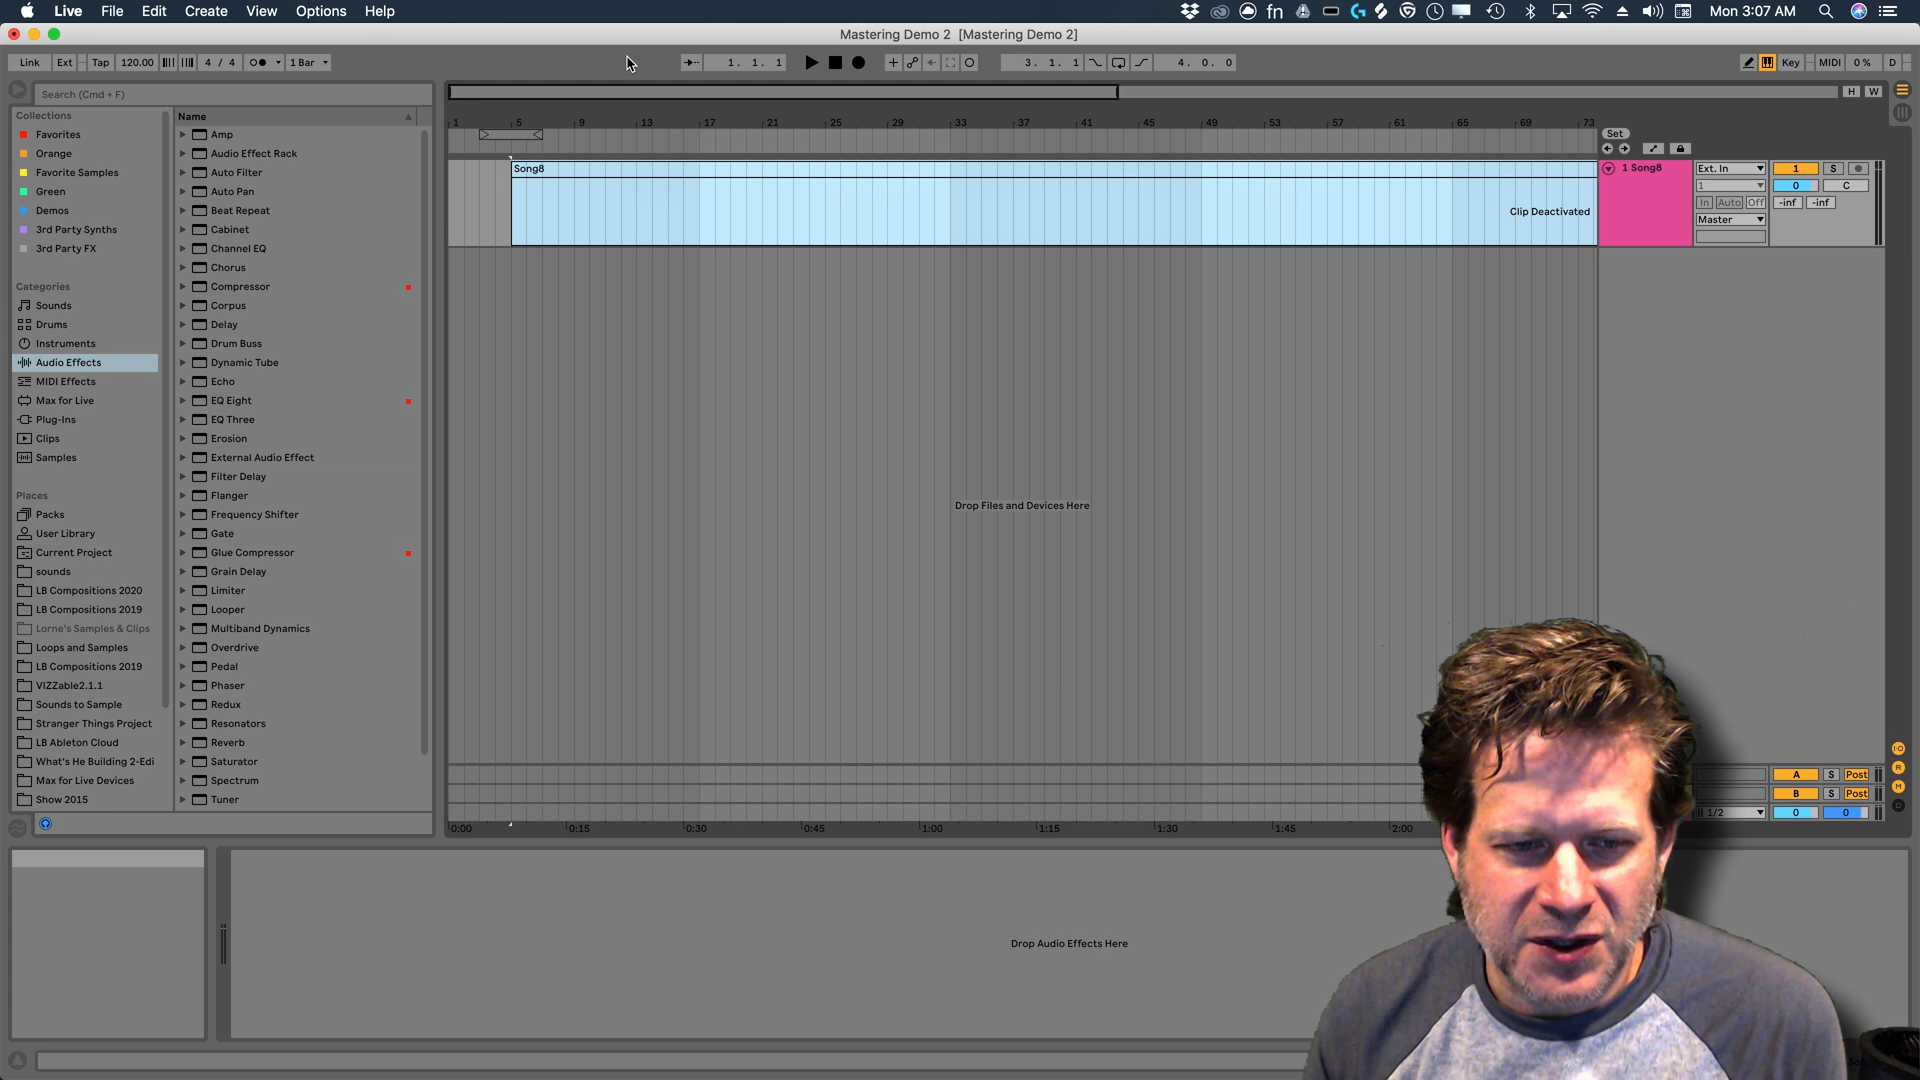 Live File Edit Create View Options Help
fn Mon 3:07 AM
Mastering Demo 2 [Mastering Demo 2]
Link Ext Tap 120.00 4 / 4 1 Bar
1. 1. 1
3. 1. 1
4. 0. 0
Key MIDI 0 % D
Search (Cmd + F)
Collections
Favorites
Orange
Favorite Samples
Green
Demos
3rd Party Synths
3rd Party FX
Categories
Sounds
Drums
Instruments
Audio Effects
MIDI Effects
Max for Live
Plug-Ins
Clips
Samples
Places
Packs
User Library
Current Project
sounds
LB Compositions 2020
LB Compositions 2019
Lorne's Samples & Clips
Loops and Samples
LB Compositions 2019
VIZZable2.1.1
Sounds to Sample
Stranger Things Project
LB Ableton Cloud
What's He Building 2-Edi
Max for Live Devices
Show 2015
Name
Amp
Audio Effect Rack
Auto Filter
Auto Pan
Beat Repeat
Cabinet
Channel EQ
Chorus
Compressor
Corpus
Delay
Drum Buss
Dynamic Tube
Echo
EQ Eight
EQ Three
Erosion
External Audio Effect
Filter Delay
Flanger
Frequency Shifter
Gate
Glue Compressor
Grain Delay
Limiter
Looper
Multiband Dynamics
Overdrive
Pedal
Phaser
Redux
Resonators
Reverb
Saturator
Spectrum
Tuner
H W
1 5 9 13 17 21 25 29 33 37 41 45 49 53 57 61 65 69 73
Set
Song8
Clip Deactivated
1 Song8
Ext. In
1
In Auto Off
Master
1 S
0 C
-inf -inf
Drop Files and Devices Here
A S Post
B S Post
1/2 0 0
0:00 0:15 0:30 0:45 1:00 1:15 1:30 1:45 2:00
Drop Audio Effects Here